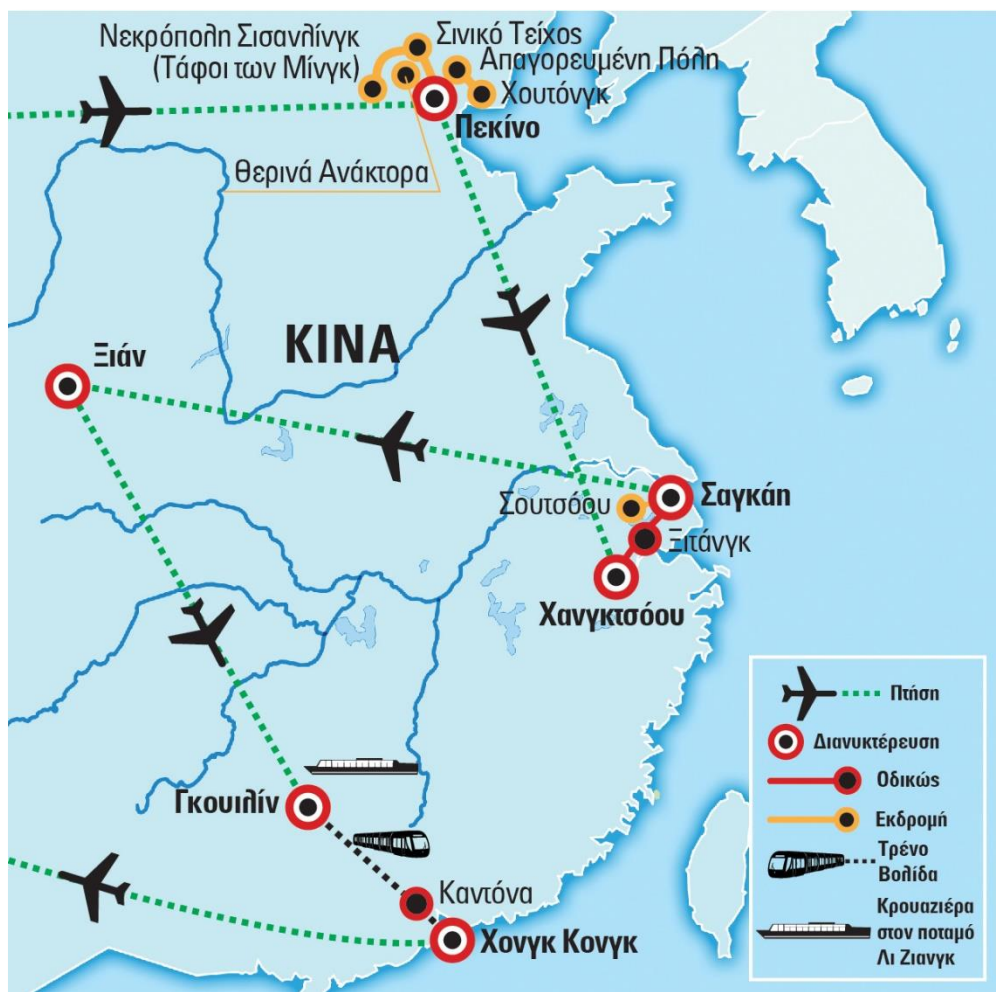 Νεκρόπολη Σισανλίνγκ
(Τάφοι των Μίνγκ)
Σινικό Τείχος
Απαγορευμένη Πόλη
Χουτόνγκ
Πεκίνο
Θερινά Ανάκτορα
ΚΙΝΑ
Ξιάν
Σαγκάη
Σουτσόου
Ξιτάνγκ
Χανγκτσόου
Γκουιλίν
Καντόνα
Χονγκ Κονγκ
Πτήση
Διανυκτέρευση
Οδικώς
Εκδρομή
Τρένο
Βολίδα
Κρουαζιέρα
στον ποταμό
Λι Ζιανγκ